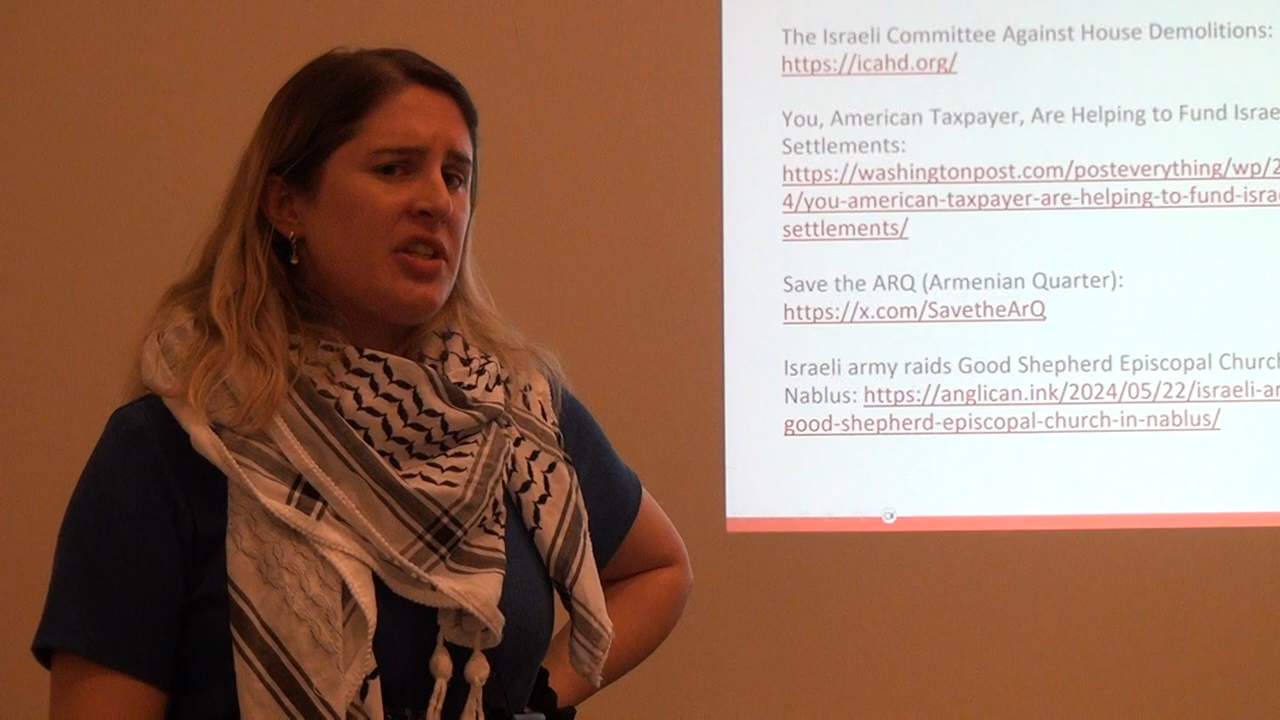 The Israeli Committee Against House Demolitions:
https://icahd.org/
You, American Taxpayer, Are Helping to Fund Israe
Settlements:
https://washingtonpost.com/posteverything/wp/2
4/you-american-taxpayer-are-helping-to-fund-isra
settlements/
Save the ARQ (Armenian Quarter):
https://x.com/SavetheArQ
Israeli army raids Good Shepherd Episcopal Church
Nablus: https://anglican.ink/2024/05/22/israeli-ar
good-shepherd-episcopal-church-in-nablus/